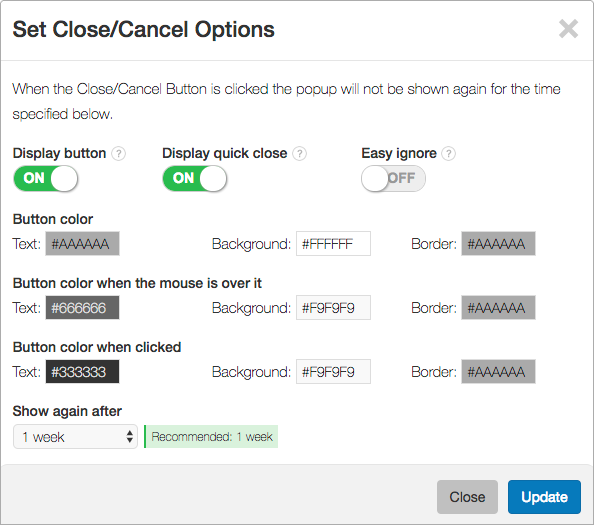 Set Close/Cancel Options
When the Close/Cancel Button is clicked the popup will not be shown again for the time
specified below.
Display button ? Display quick close ? Easy ignore ?
ON ON OFF
Button color
Text: #AAAAAA Background: #FFFFFF Border: #AAAAAA
Button color when the mouse is over it
Text: #666666 Background: #F9F9F9 Border: #AAAAAA
Button color when clicked
Text: #333333 Background: #F9F9F9 Border: #AAAAAA
Show again after
1 week Recommended: 1 week
Close Update